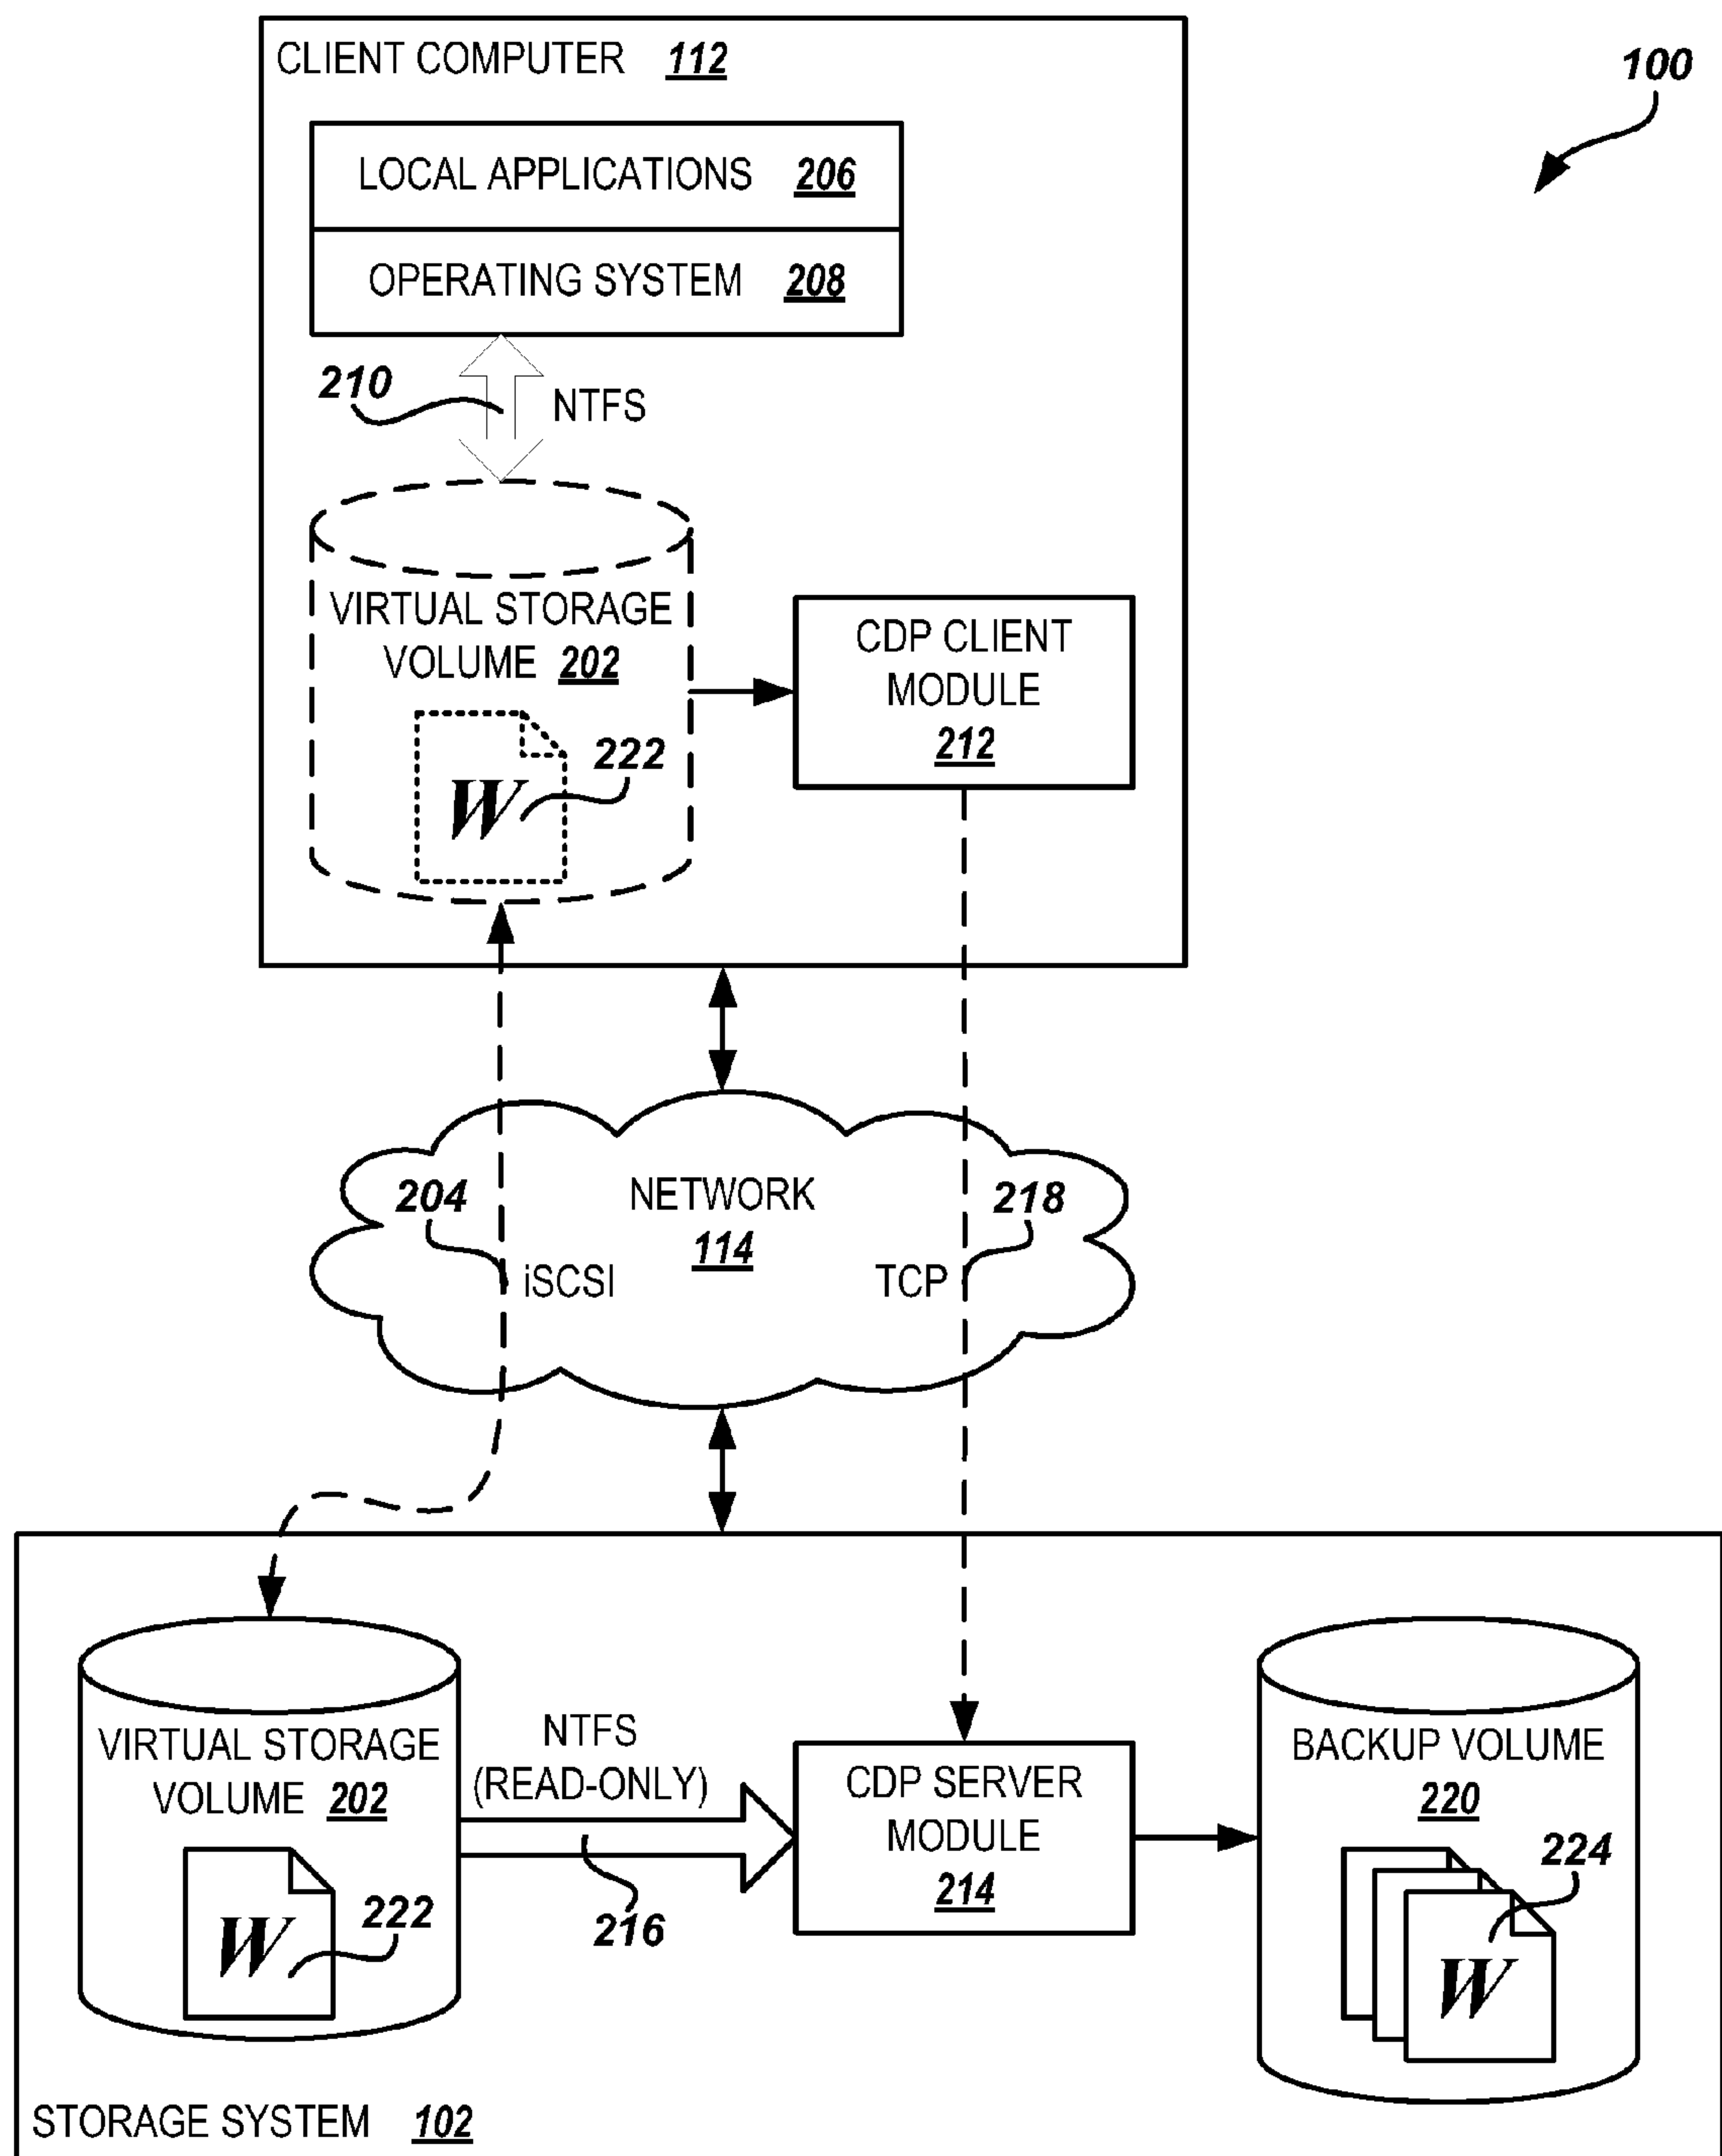 CLIENT COMPUTER 112
100
LOCAL APPLICATIONS 206
OPERATING SYSTEM 208
210
NTFS
VIRTUAL STORAGE
VOLUME 202
CDP CLIENT
MODULE
212
222
W
204
NETWORK
114
218
iSCSI
TCP
VIRTUAL STORAGE
VOLUME 202
NTFS
(READ-ONLY)
CDP SERVER
MODULE
214
BACKUP VOLUME
220
224
222
W
216
W
STORAGE SYSTEM 102